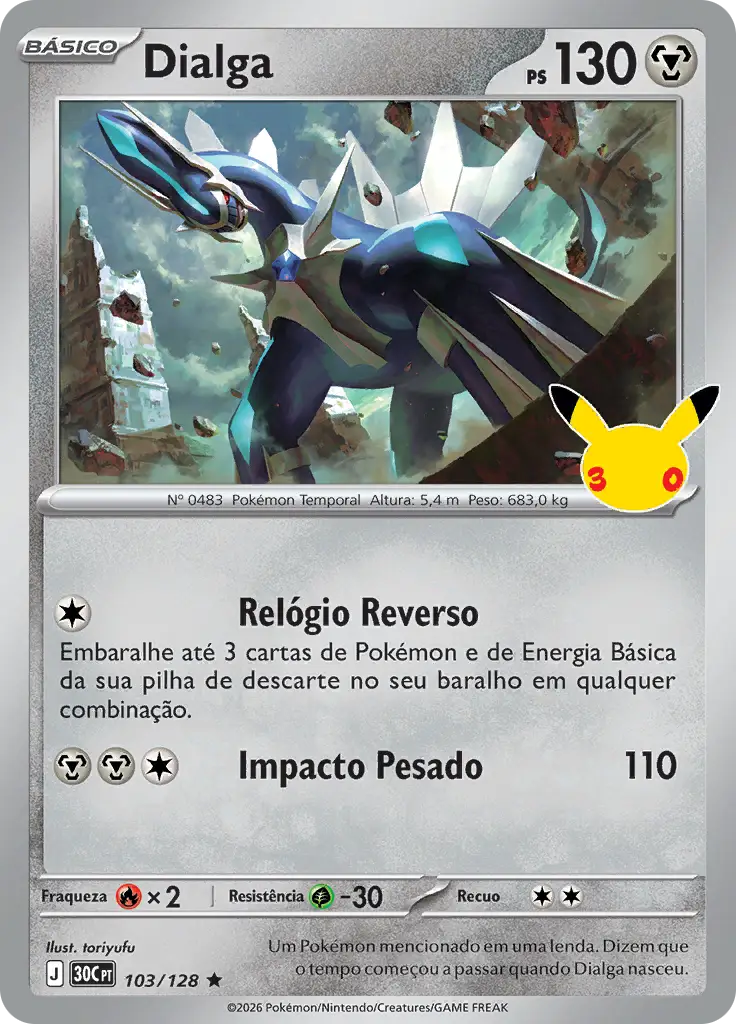 BÁSICO
Dialga
PS 130
30
Nº 0483 Pokémon Temporal Altura: 5,4 m Peso: 683,0 kg
Relógio Reverso
Embaralhe até 3 cartas de Pokémon e de Energia Básica
da sua pilha de descarte no seu baralho em qualquer
combinação.
Impacto Pesado 110
Fraqueza ×2 Resistência -30 Recuo
Ilust. toriyufu
Um Pokémon mencionado em uma lenda. Dizem que
o tempo começou a passar quando Dialga nasceu.
J 30C PT 103/128 ★
©2026 Pokémon/Nintendo/Creatures/GAME FREAK